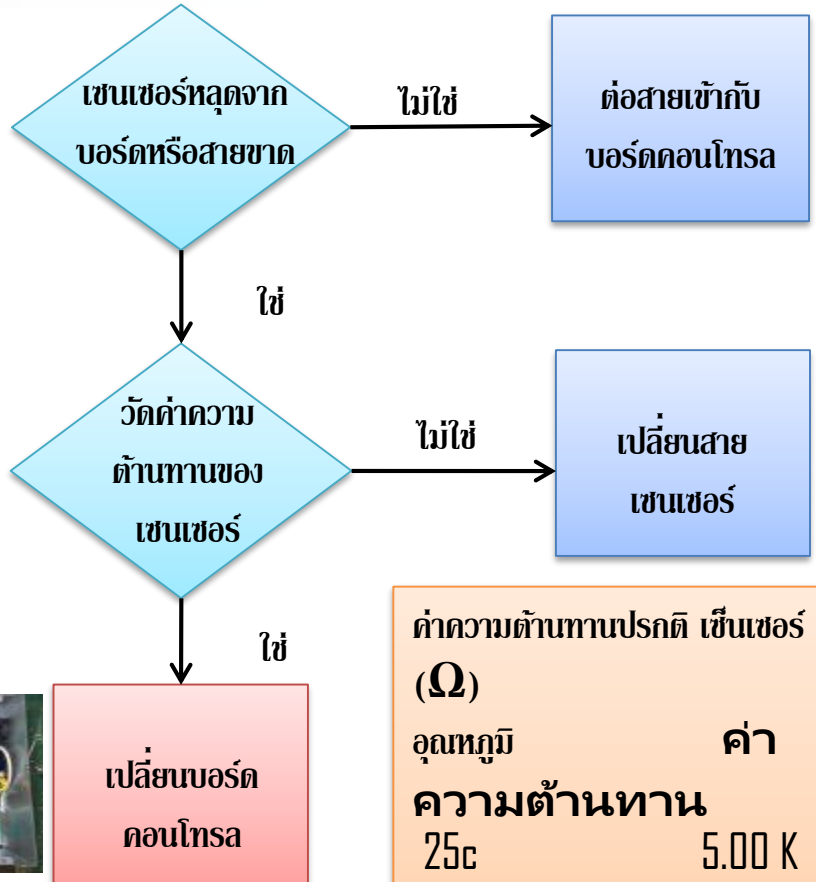 เซนเซอร์หลุดจาก
บอร์ดหรือสายขาด
ไม่ใช่
ต่อสายเข้ากับ
บอร์ดคอนโทรล
ใช่
วัดค่าความ
ต้านทานของ
เซนเซอร์
ไม่ใช่
เปลี่ยนสาย
เซนเซอร์
ใช่
เปลี่ยนบอร์ด
คอนโทรล
ค่าความต้านทานปรกติ เซ็นเซอร์
(Ω)
อุณหภูมิ ค่า
ความต้านทาน
25c 5.00 K